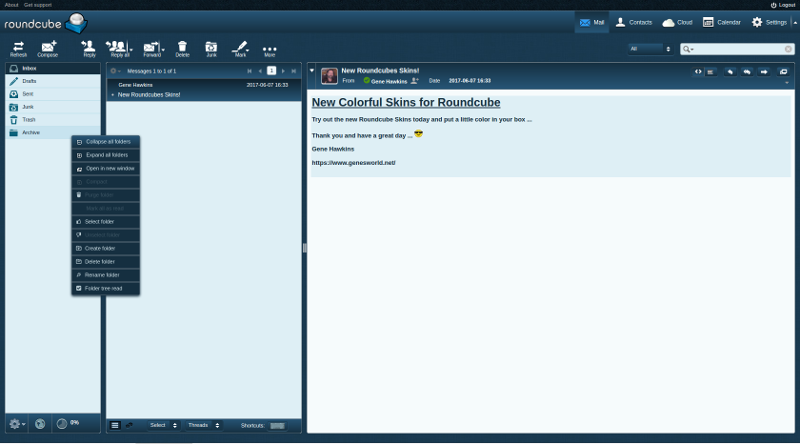 About Get support
Logout
roundcube
Mail
Contacts
Cloud
Calendar
Settings
Refresh
Compose
Reply
Reply all
Forward
Delete
Junk
Mark
More
All
Inbox
Drafts
Sent
Junk
Trash
Archive
Collapse all folders
Expand all folders
Open in new window
Select folder
Create folder
Delete folder
Rename folder
Folder tree read
0%
Messages 1 to 1 of 1
1
Gene Hawkins 2017-06-07 16:33
New Roundcubes Skins!
Select
Threads
Shortcuts:
New Roundcubes Skins!
From Gene Hawkins Date 2017-06-07 16:33
New Colorful Skins for Roundcube
Try out the new Roundcube Skins today and put a little color in your box ...
Thank you and have a great day ... 😎
Gene Hawkins
https://www.genesworld.net/